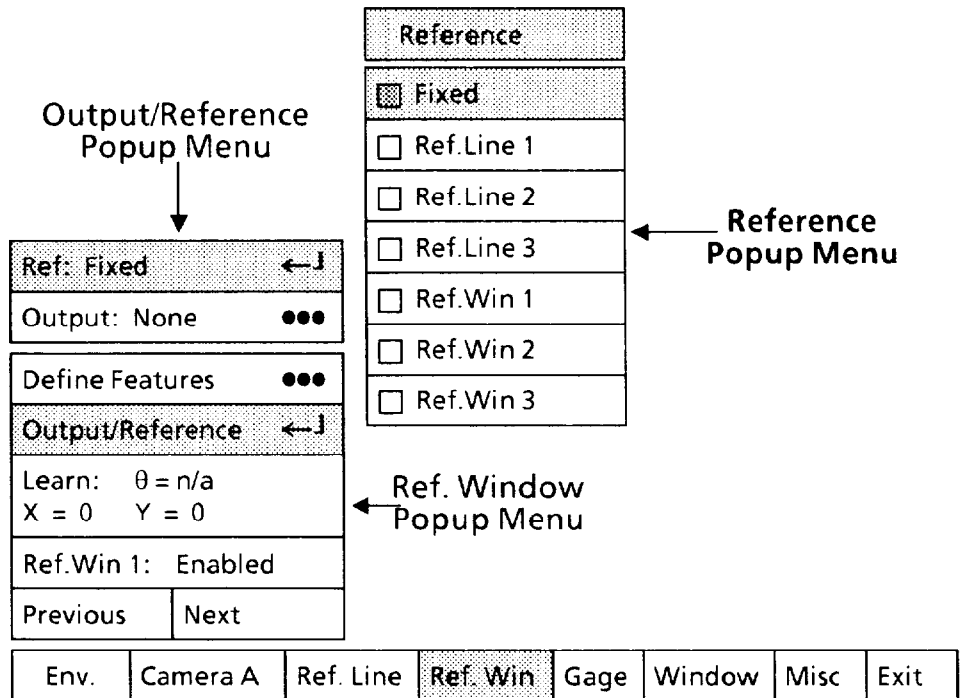 Reference
Fixed
Ref.Line 1
Ref.Line 2
Ref.Line 3
Ref.Win 1
Ref.Win 2
Ref.Win 3
Reference
Popup Menu
Output/Reference
Popup Menu
Ref: Fixed
Output: None
Define Features
Output/Reference
Learn: θ = n/a
X = 0 Y = 0
Ref.Win 1: Enabled
Previous Next
Ref. Window
Popup Menu
Env. Camera A Ref. Line Ref. Win Gage Window Misc Exit